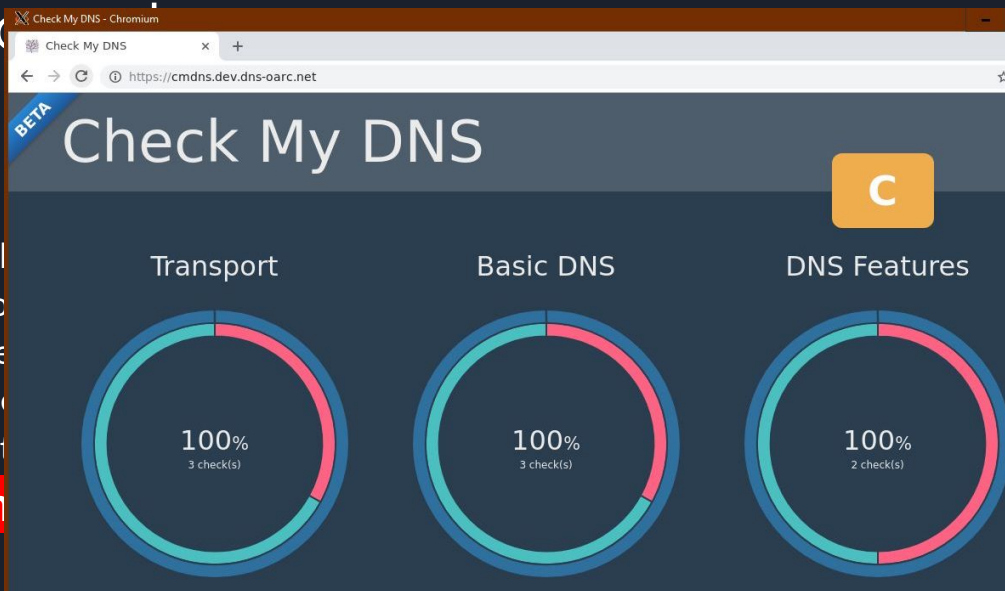 Check My DNS - Chromium
Check My DNS
https://cmdns.dev.dns-oarc.net
BETA
Check My DNS
C
Transport
Basic DNS
DNS Features
100%
3 check(s)
100%
3 check(s)
100%
2 check(s)